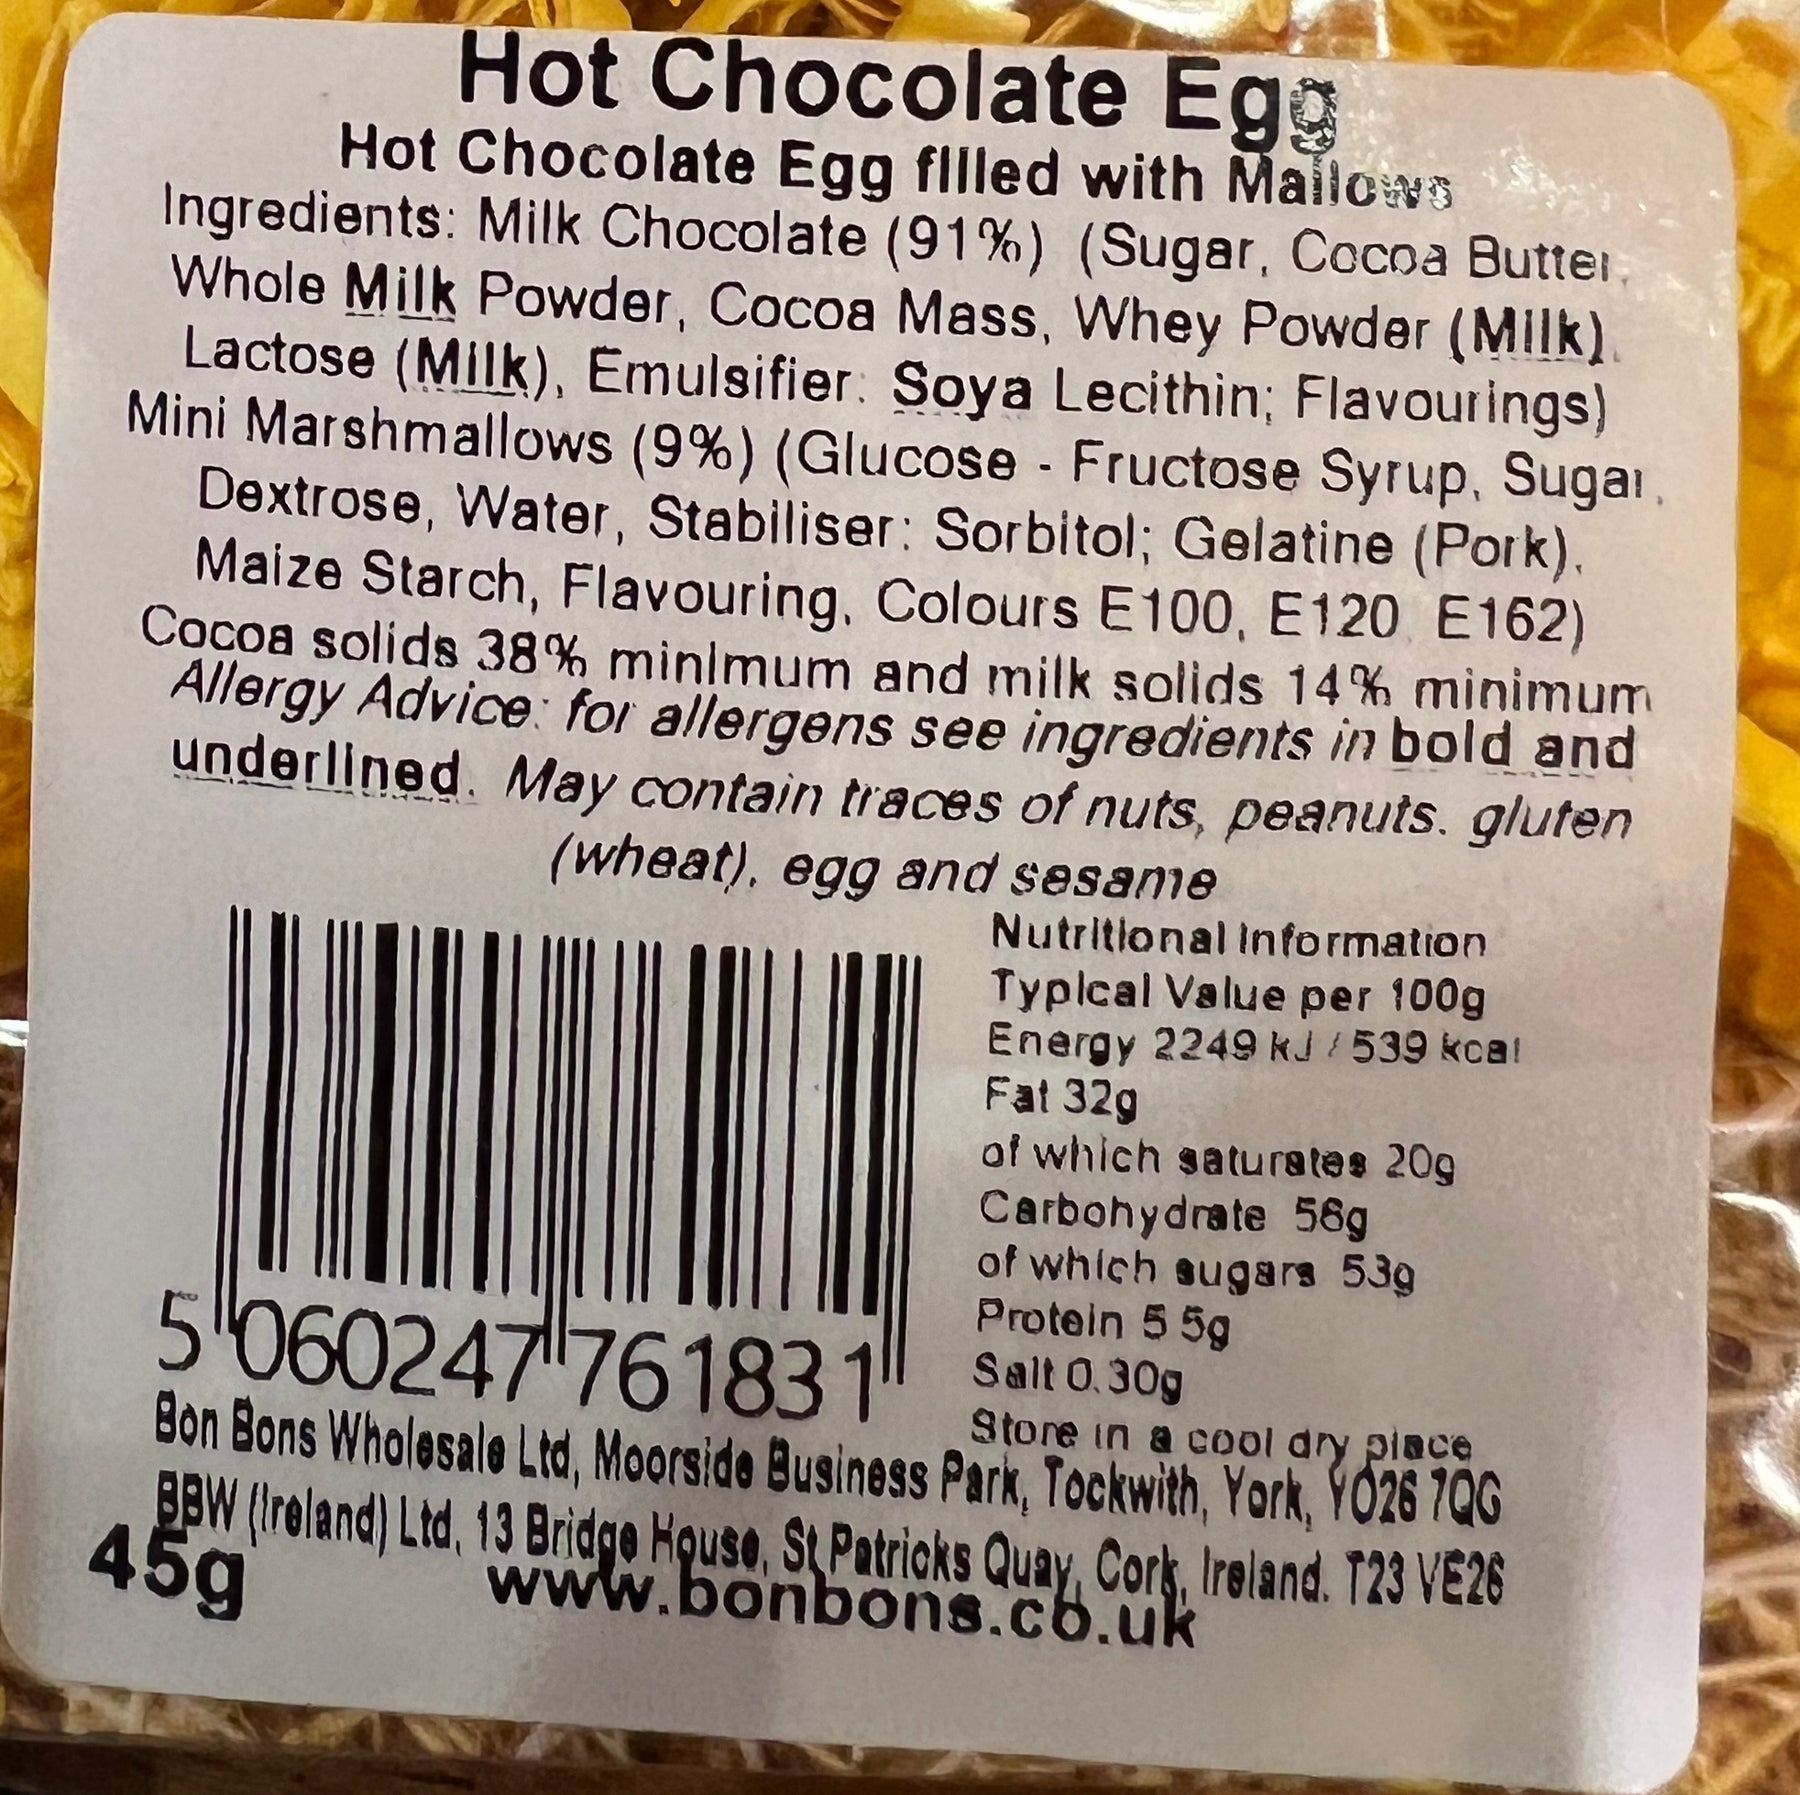 Hot Chocolate Egg
Hot Chocolate Egg filled with Mallows
Ingredients: Milk Chocolate (91%) (Sugar, Cocoa Butter,
Whole Milk Powder, Cocoa Mass, Whey Powder (Milk),
Lactose (Milk), Emulsifier: Soya Lecithin; Flavourings)
Mini Marshmallows (9%) (Glucose - Fructose Syrup, Sugar,
Dextrose, Water, Stabiliser: Sorbitol; Gelatine (Pork),
Maize Starch, Flavouring, Colours E100, E120, E162)
Cocoa solids 38% minimum and milk solids 14% minimum
Allergy Advice: for allergens see ingredients in bold and
underlined. May contain traces of nuts, peanuts. gluten
(wheat), egg and sesame
Nutritional Information
Typical Value per 100g
Energy 2249 kJ / 539 kcal
Fat 32g
of which saturates 20g
Carbohydrate 56g
of which sugars 53g
Protein 5.5g
Salt 0.30g
Store in a cool dry place
5 060247 761831
Bon Bons Wholesale Ltd, Moorside Business Park, Tockwith, York, YO26 7QG
BBW (Ireland) Ltd, 13 Bridge House, St Patricks Quay, Cork, Ireland. T23 VE26
45g
www.bonbons.co.uk